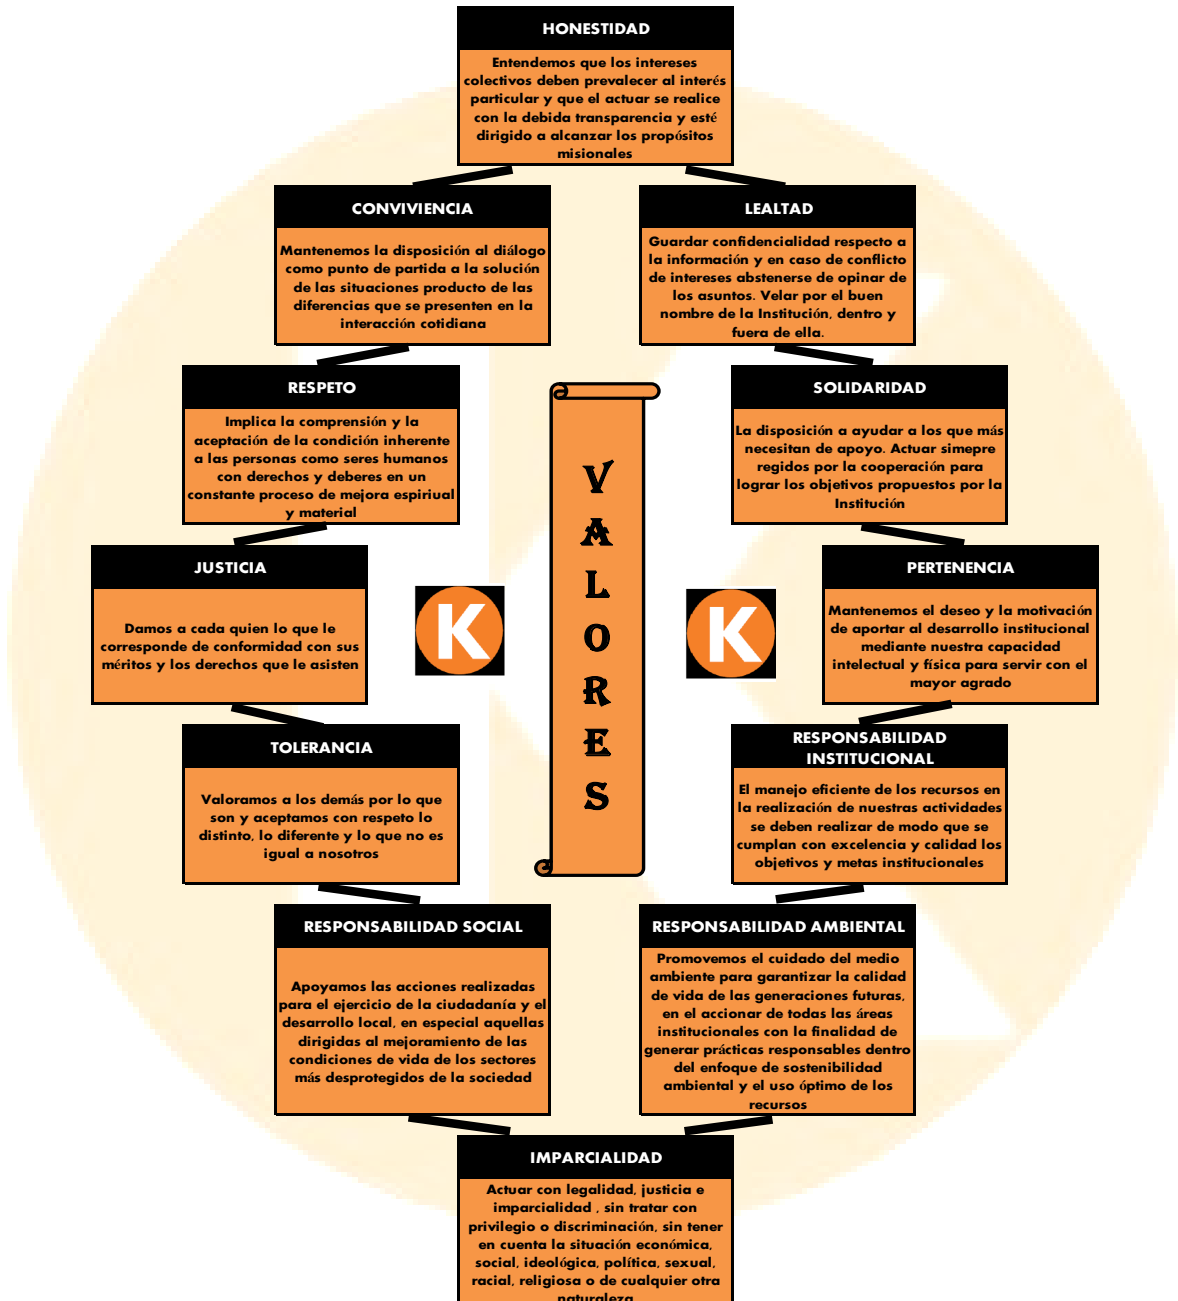 HONESTIDAD
Entendemos que los intereses
colectivos deben prevalecer al interés
particular y que el actuar se realice
con la debida transparencia y esté
dirigido a alcanzar los propósitos
misionales
CONVIVIENCIA
Mantenemos la disposición al diálogo
como punto de partida a la solución
de las situaciones producto de las
diferencias que se presenten en la
interacción cotidiana
LEALTAD
Guardar confidencialidad respecto a
la información y en caso de conflicto
de intereses abstenerse de opinar de
los asuntos. Velar por el buen
nombre de la Institución, dentro y
fuera de ella.
RESPETO
Implica la comprensión y la
aceptación de la condición inherente
a las personas como seres humanos
con derechos y deberes en un
constante proceso de mejora espiriual
y material
SOLIDARIDAD
La disposición a ayudar a los que más
necesitan de apoyo. Actuar simepre
regidos por la cooperación para
lograr los objetivos propuestos por la
Institución
JUSTICIA
Damos a cada quien lo que le
corresponde de conformidad con sus
méritos y los derechos que le asisten
K
VALORES
K
PERTENENCIA
Mantenemos el deseo y la motivación
de aportar al desarrollo institucional
mediante nuestra capacidad
intelectual y física para servir con el
mayor agrado
TOLERANCIA
Valoramos a los demás por lo que
son y aceptamos con respeto lo
distinto, lo diferente y lo que no es
igual a nosotros
RESPONSABILIDAD
INSTITUCIONAL
El manejo eficiente de los recursos en
la realización de nuestras actividades
se deben realizar de modo que se
cumplan con excelencia y calidad los
objetivos y metas institucionales
RESPONSABILIDAD SOCIAL
Apoyamos las acciones realizadas
para el ejercicio de la ciudadanía y el
desarrollo local, en especial aquellas
dirigidas al mejoramiento de las
condiciones de vida de los sectores
más desprotegidos de la sociedad
RESPONSABILIDAD AMBIENTAL
Promovemos el cuidado del medio
ambiente para garantizar la calidad
de vida de las generaciones futuras,
en el accionar de todas las áreas
institucionales con la finalidad de
generar prácticas responsables dentro
del enfoque de sostenibilidad
ambiental y el uso óptimo de los
recursos
IMPARCIALIDAD
Actuar con legalidad, justicia e
imparcialidad , sin tratar con
privilegio o discriminación, sin tener
en cuenta la situación económica,
social, ideológica, política, sexual,
racial, religiosa o de cualquier otra
naturaleza